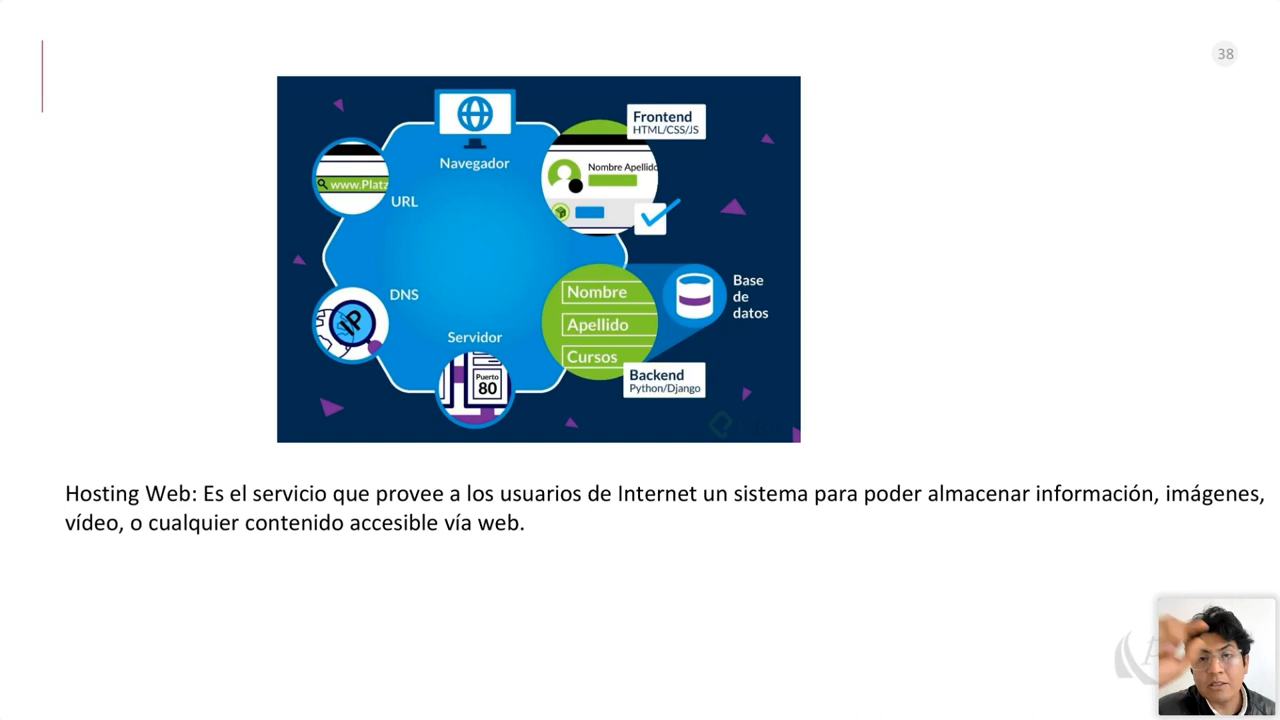 38
Navegador
Frontend
HTML/CSS/JS
Nombre Apellido
www.Platz
URL
DNS
IP
Servidor
Puerto
80
Nombre
Apellido
Cursos
Base
de
datos
Backend
Python/Django
Hosting Web: Es el servicio que provee a los usuarios de Internet un sistema para poder almacenar información, imágenes,
vídeo, o cualquier contenido accesible vía web.